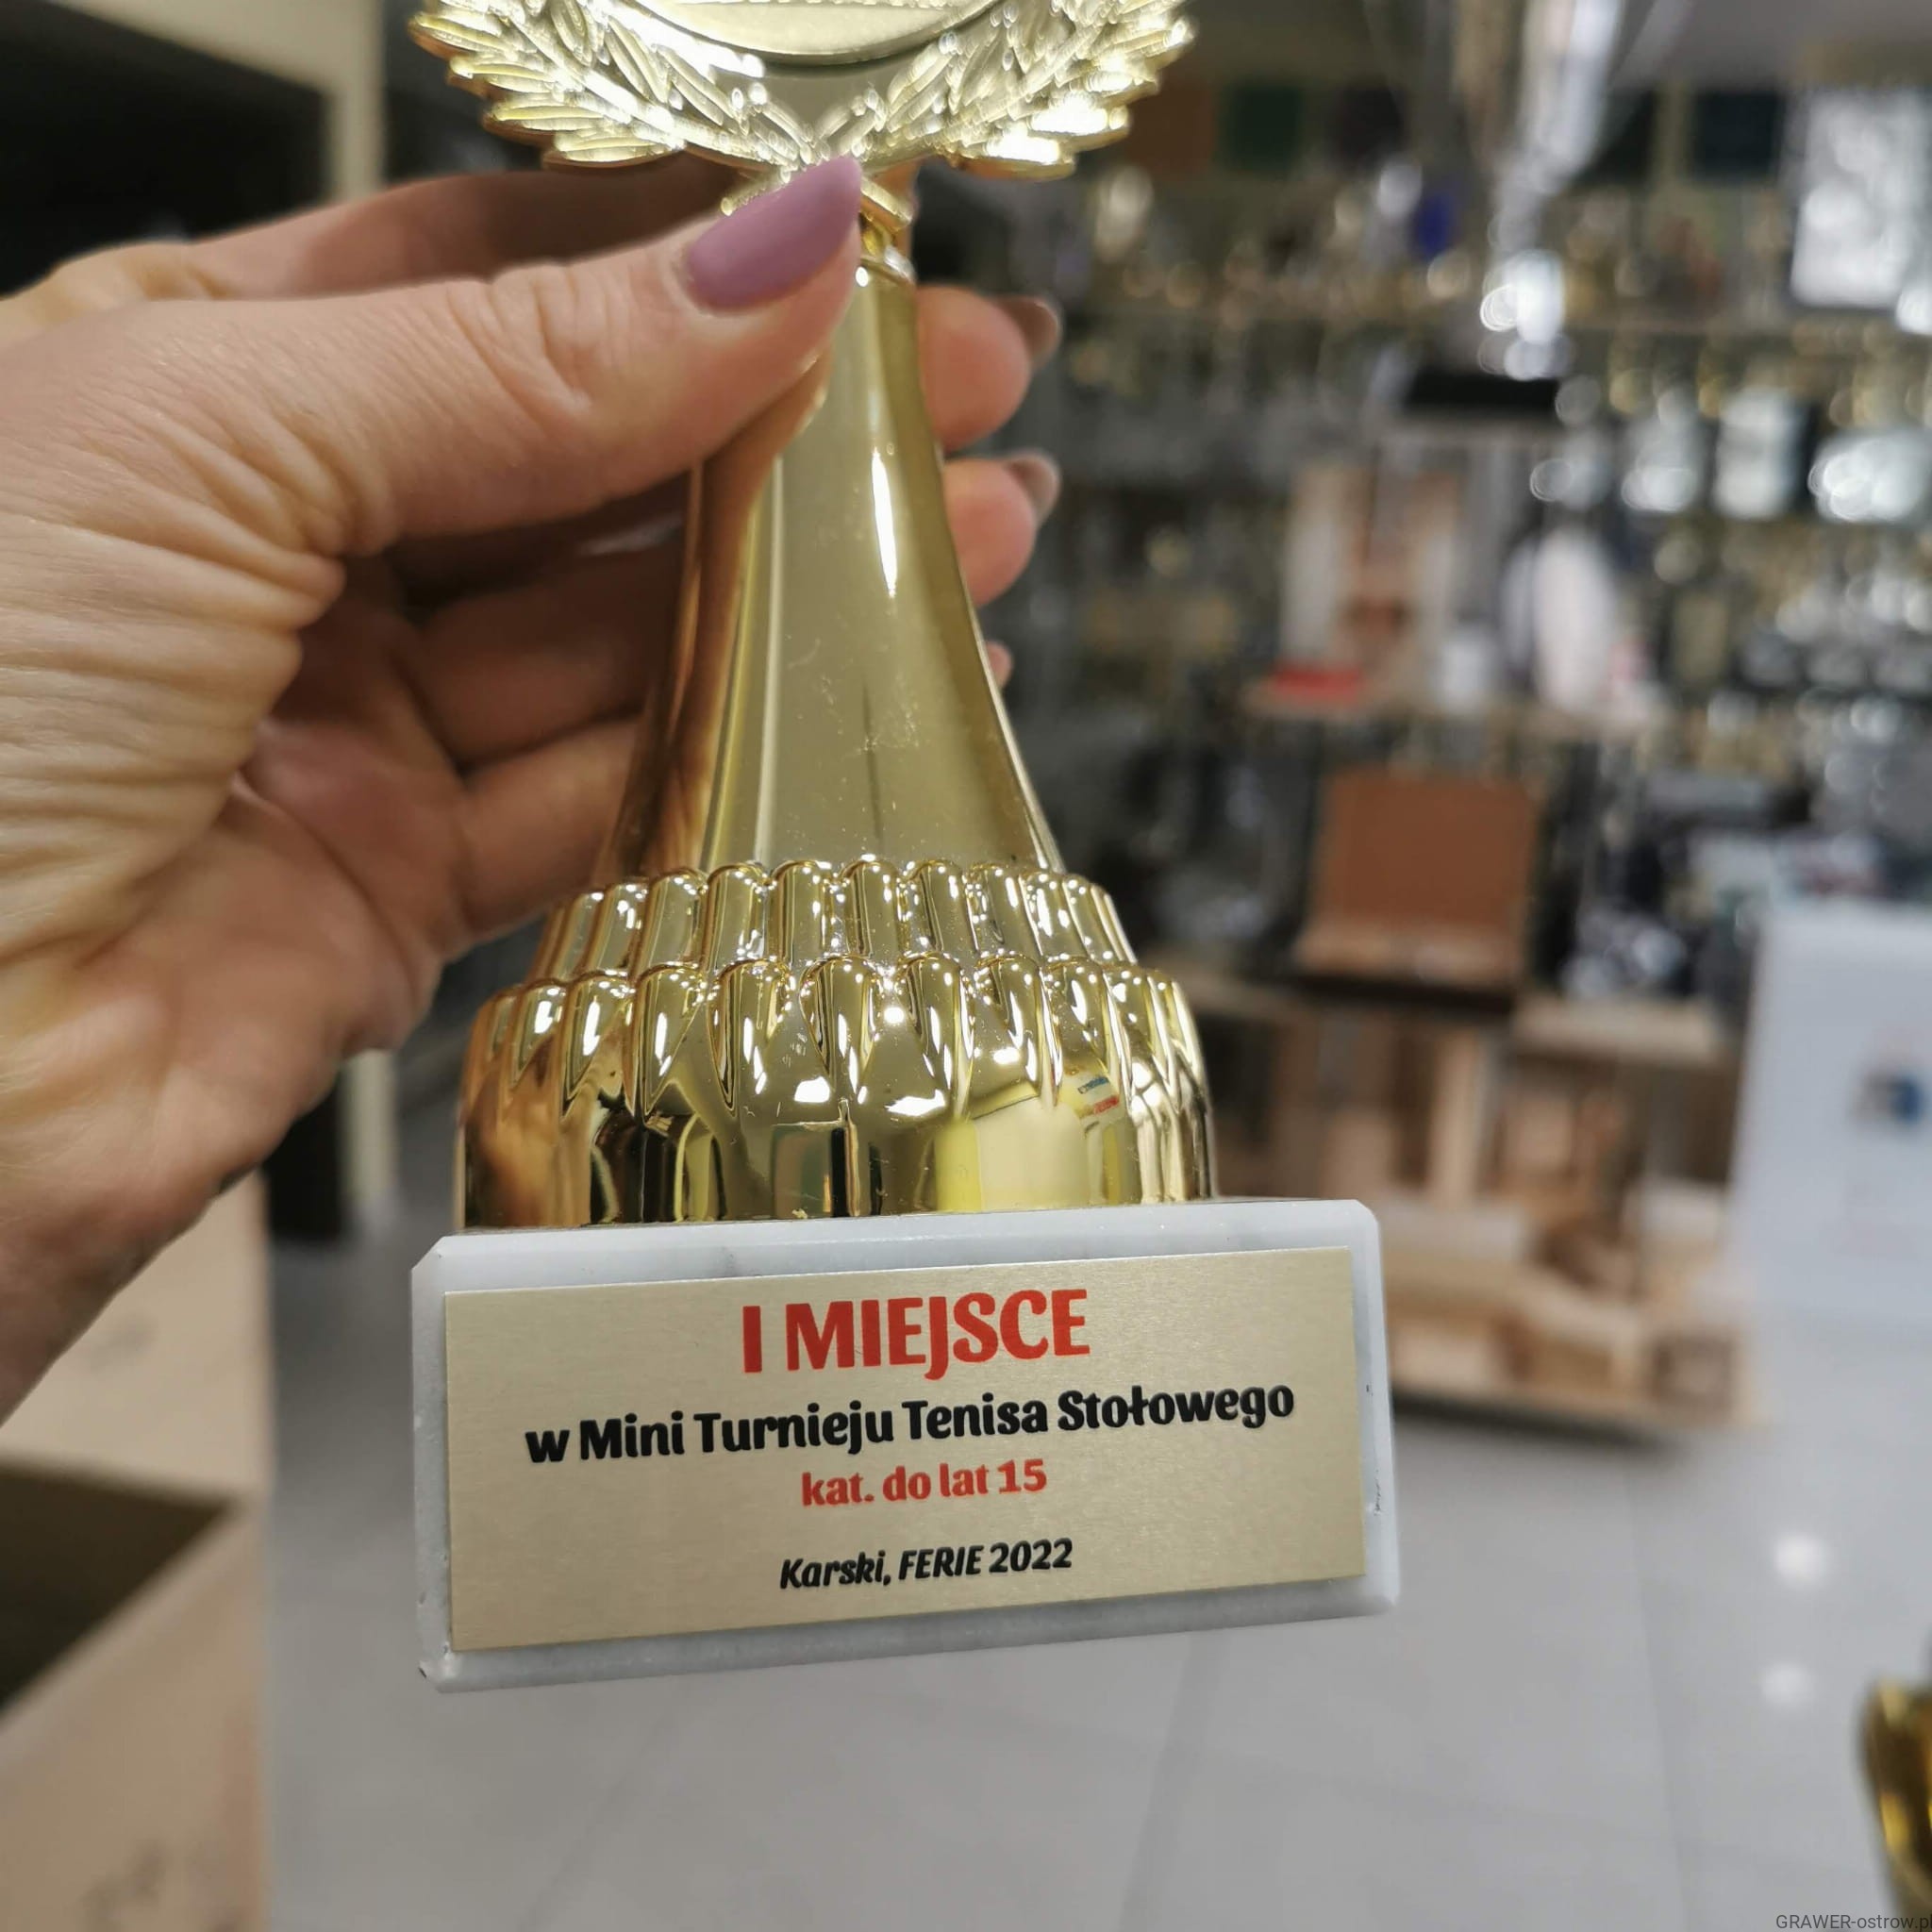 I MIEJSCE
w Mini Turnieju Tenisa Stołowego
kat. do lat 15
Karski, FERIE 2022
GRAWER-ostrow.pl